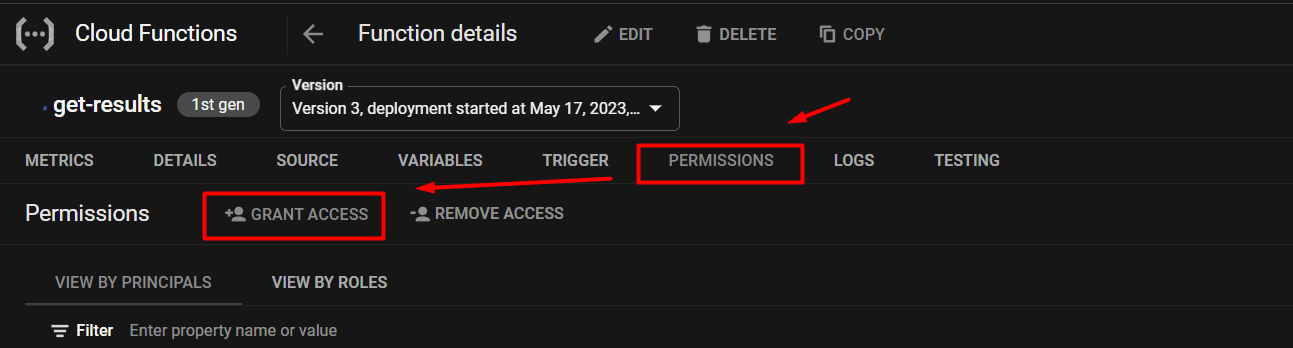 Cloud Functions Function details EDIT DELETE COPY
Version
get-results 1st gen Version 3, deployment started at May 17, 2023,...
METRICS DETAILS SOURCE VARIABLES TRIGGER PERMISSIONS LOGS TESTING
Permissions GRANT ACCESS REMOVE ACCESS
VIEW BY PRINCIPALS VIEW BY ROLES
Filter Enter property name or value